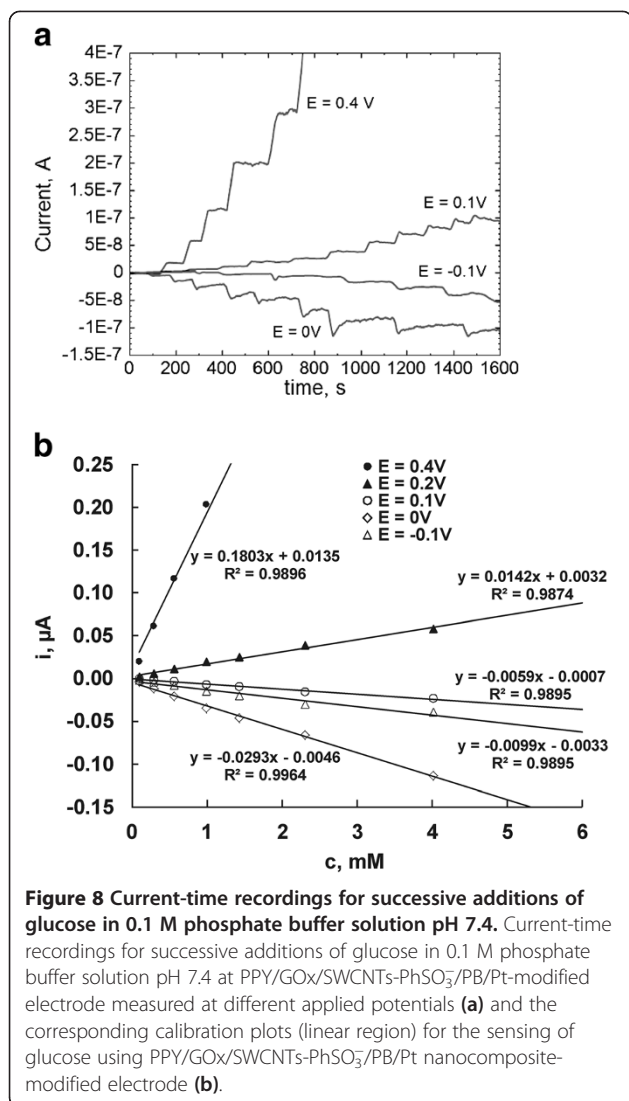 a
4E-7
3.5E-7
3E-7
2.5E-7
2E-7
1.5E-7
1E-7
5E-8
0
-5E-8
-1E-7
-1.5E-7
Current, A
E = 0.4 V
E = 0.1V
E = -0.1V
E = 0V
0 200 400 600 800 1000 1200 1400 1600
time, s
b
0.25
0.20
0.15
0.10
0.05
0.00
-0.05
-0.10
-0.15
i, µA
E = 0.4V
E = 0.2V
E = 0.1V
E = 0V
E = -0.1V
y = 0.1803x + 0.0135
R² = 0.9896
y = 0.0142x + 0.0032
R² = 0.9874
y = -0.0059x - 0.0007
R² = 0.9895
y = -0.0293x - 0.0046
R² = 0.9964
y = -0.0099x - 0.0033
R² = 0.9895
0 1 2 3 4 5 6
c, mM
Figure 8 Current-time recordings for successive additions of
glucose in 0.1 M phosphate buffer solution pH 7.4. Current-time
recordings for successive additions of glucose in 0.1 M phosphate
buffer solution pH 7.4 at PPY/GOx/SWCNTs-PhSO₃⁻/PB/Pt-modified
electrode measured at different applied potentials (a) and the
corresponding calibration plots (linear region) for the sensing of
glucose using PPY/GOx/SWCNTs-PhSO₃⁻/PB/Pt nanocomposite-
modified electrode (b).